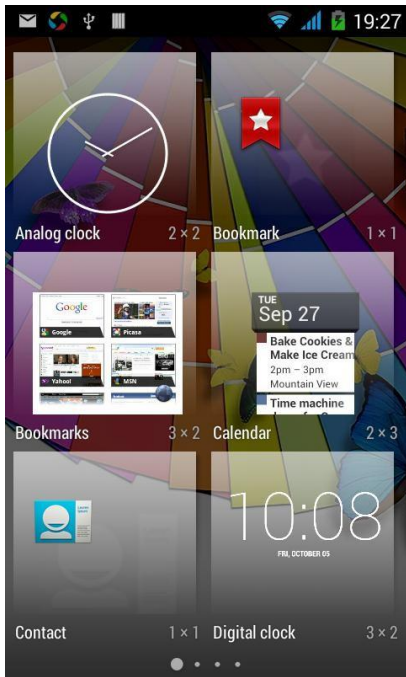 19:27
Analog clock 2 × 2
Bookmark 1 × 1
Google
Google
Picasa
Yahoo!
MSN
Bookmarks 3 × 2
TUE
Sep 27
Bake Cookies &
Make Ice Cream
2pm – 3pm
Mountain View
Time machine
Calendar 2 × 3
Contact 1 × 1
10:08
FRI, OCTOBER 05
Digital clock 3 × 2